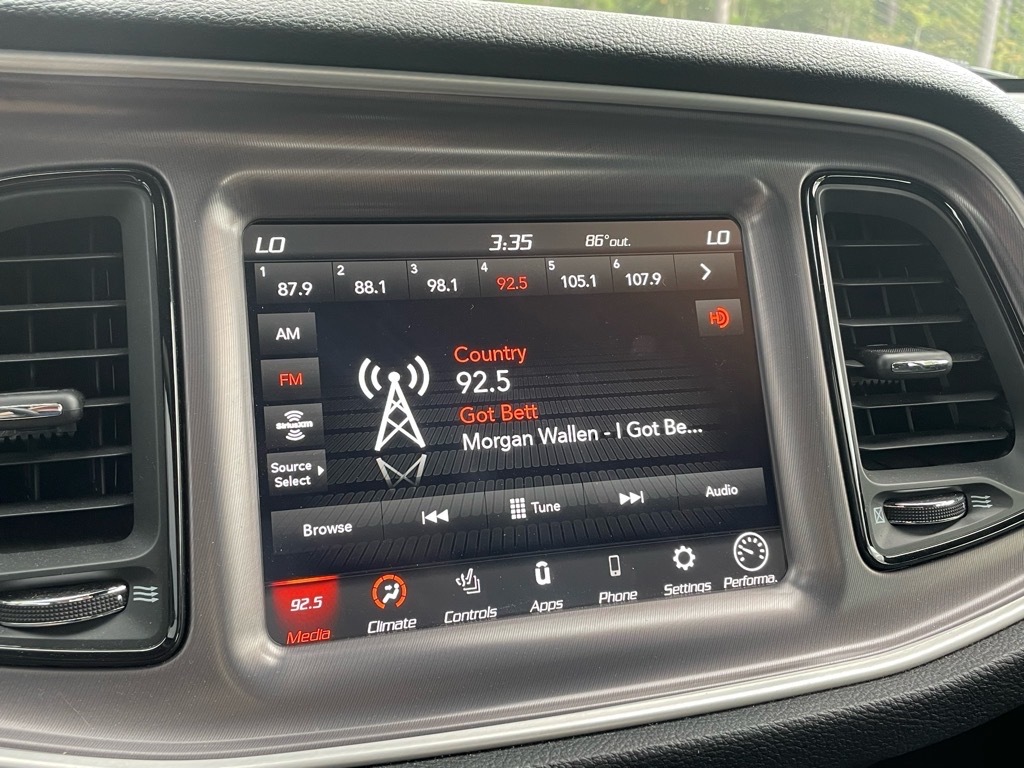 LO 3:35 86°out. LO
1 87.9 2 88.1 3 98.1 4 92.5 5 105.1 6 107.9
HD
AM
FM
SiriusXM
Source
Select
Country
92.5
Got Bett
Morgan Wallen - I Got Be...
Browse Tune Audio
92.5
Media Climate Controls Apps Phone Settings Performa.